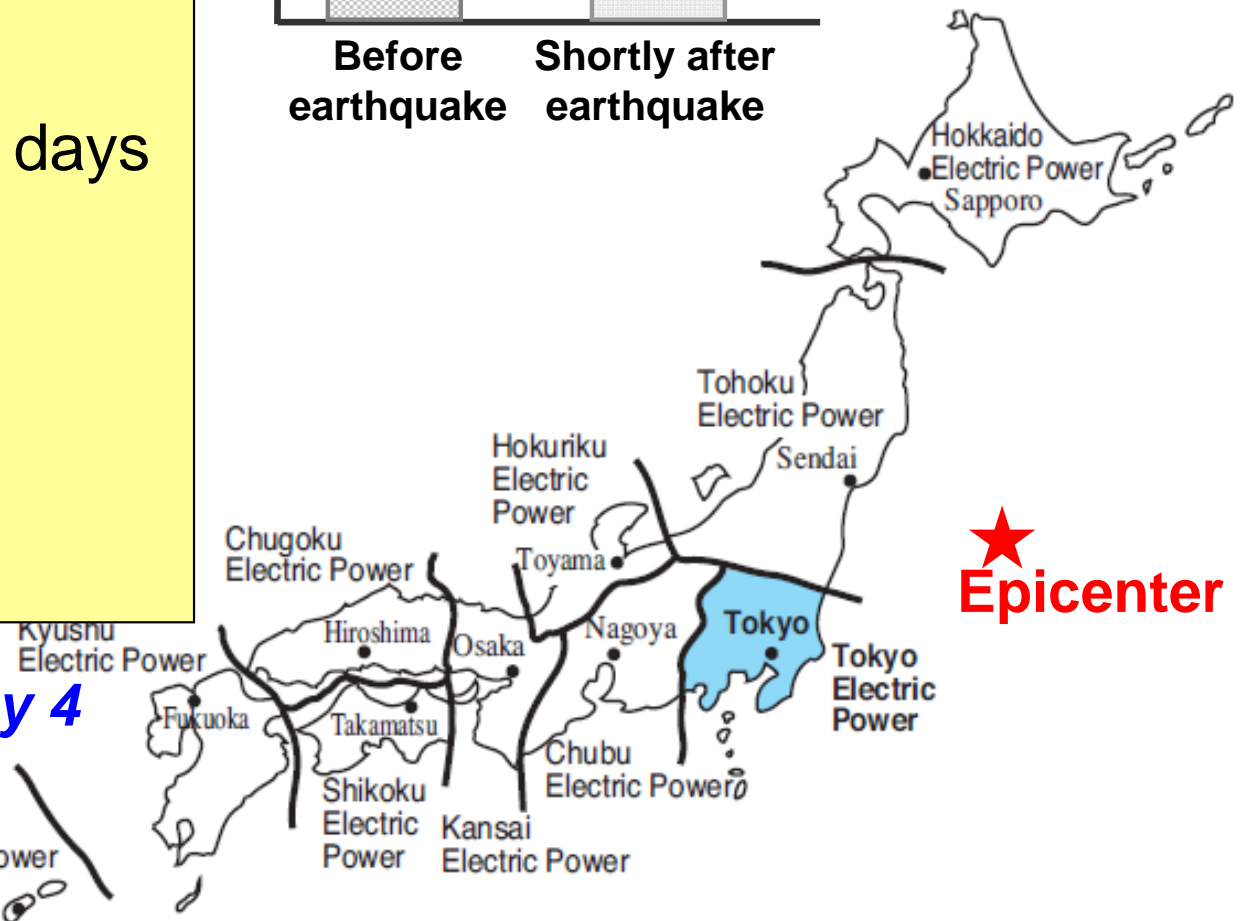 Before
earthquake
Shortly after
earthquake
days
Hokkaido
Electric Power
Sapporo
Tohoku
Electric Power
Sendai
Hokuriku
Electric
Power
Toyama
Chugoku
Electric Power
Epicenter
Kyushu
Electric Power
Hiroshima
Osaka
Nagoya
Tokyo
Tokyo
Electric
Power
y 4
Fukuoka
Takamatsu
Chubu
Electric Power
Shikoku
Electric
Power
Kansai
Electric Power
ower